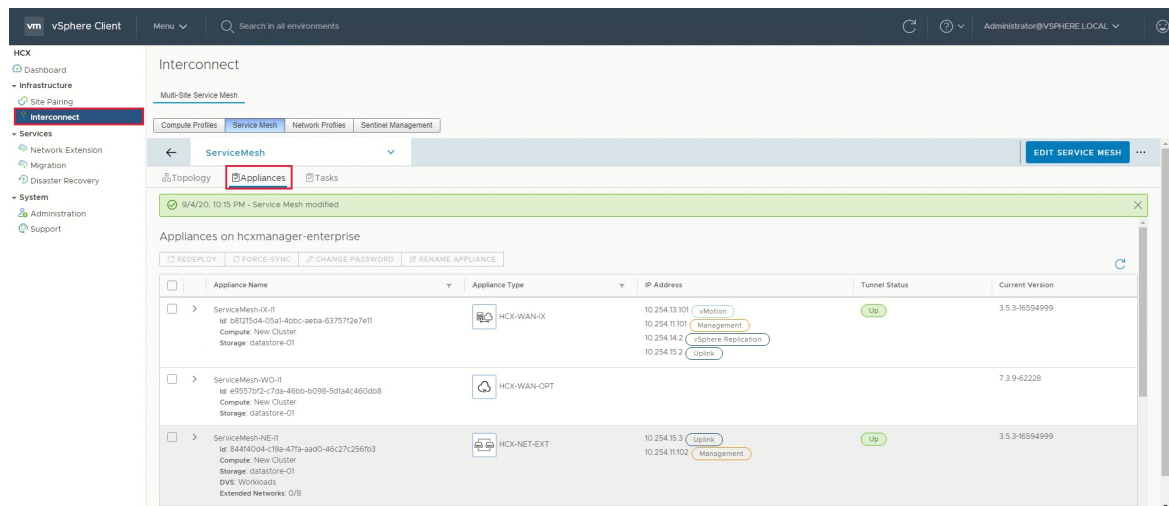 vm vSphere Client Menu Search in all environments Administrator@VSPHERE.LOCAL
HCX
Dashboard
Infrastructure
Site Pairing
Interconnect
Services
Network Extension
Migration
Disaster Recovery
System
Administration
Support
Interconnect
Multi-Site Service Mesh
Compute Profiles Service Mesh Network Profiles Sentinel Management
ServiceMesh EDIT SERVICE MESH
Topology Appliances Tasks
9/4/20, 10:15 PM - Service Mesh modified
Appliances on hcxmanager-enterprise
REDEPLOY FORCE-SYNC CHANGE PASSWORD RENAME APPLIANCE
Appliance Name Appliance Type IP Address Tunnel Status Current Version
ServiceMesh-IX-I1 HCX-WAN-IX 10.254.13.101 vMotion Up 3.5.3-16594999
Id: b81215d4-05a1-4bbc-aeba-63757f2e7e11 10.254.11.101 Management
Compute: New Cluster 10.254.14.2 vSphere Replication
Storage: datastore-01 10.254.15.2 Uplink
ServiceMesh-WO-I1 HCX-WAN-OPT 7.3.9-62228
Id: e9557bf2-c7da-46bb-b098-5d1a4c460db8
Compute: New Cluster
Storage: datastore-01
ServiceMesh-NE-I1 HCX-NET-EXT 10.254.15.3 Uplink Up 3.5.3-16594999
Id: 844f40d4-c19a-47fa-aad0-46c27c256fb3 10.254.11.102 Management
Compute: New Cluster
Storage: datastore-01
DVS: Workloads
Extended Networks: 0/8